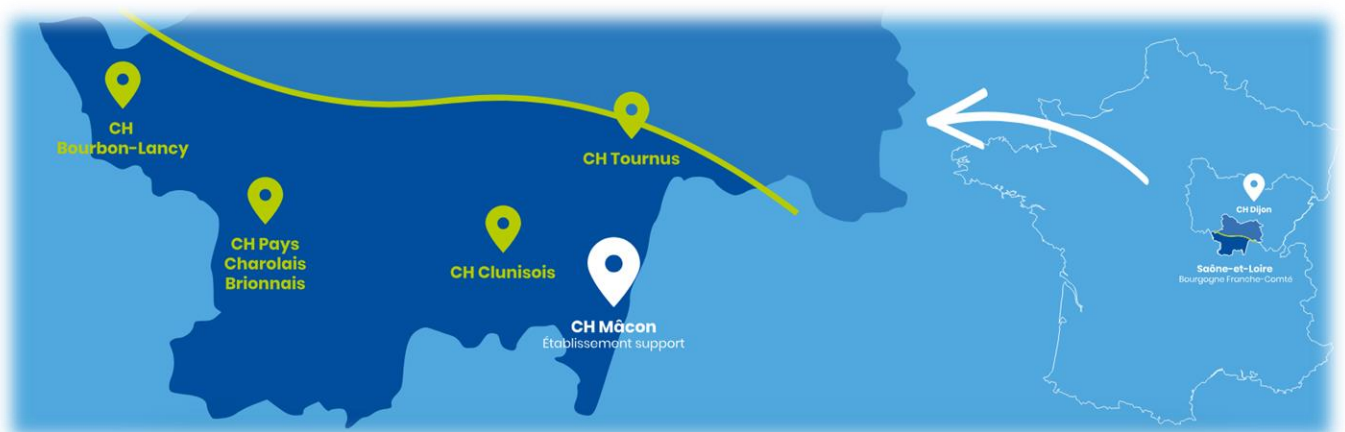 CH
Bourbon-Lancy
CH Tournus
CH Pays
Charolais
Brionnais
CH Clunisois
CH Mâcon
Établissement support
CH Dijon
Saône-et-Loire
Bourgogne Franche-Comté